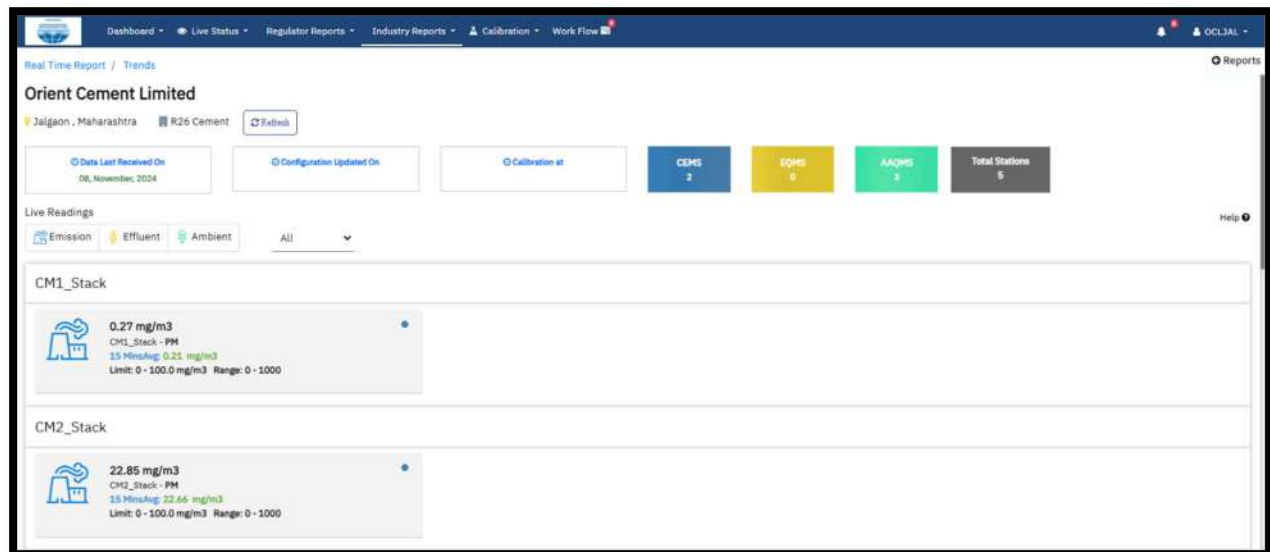 Dashboard Live Status Regulator Reports Industry Reports Calibration Work Flow OCLJAL
Real Time Report / Trends Reports
Orient Cement Limited
Jalgaon , Maharashtra R26 Cement Refresh
Data Last Received On Configuration Updated On Calibration at CEMS EQMS AAQMS Total Stations
08, November, 2024 2 0 3 5
Live Readings Help
Emission Effluent Ambient All
CM1_Stack
0.27 mg/m3
CM1_Stack - PM
15 MinsAvg: 0.21 mg/m3
Limit: 0 - 100.0 mg/m3 Range: 0 - 1000
CM2_Stack
22.85 mg/m3
CM2_Stack - PM
15 MinsAvg: 22.66 mg/m3
Limit: 0 - 100.0 mg/m3 Range: 0 - 1000